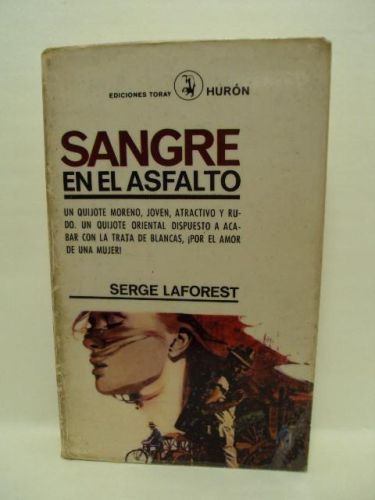 EDICIONES TORAY HURÓN
SANGRE
EN EL ASFALTO
UN QUIJOTE MORENO, JOVEN, ATRACTIVO Y RU-
DO. UN QUIJOTE ORIENTAL DISPUESTO A ACA-
BAR CON LA TRATA DE BLANCAS, ¡POR EL AMOR
DE UNA MUJER!
SERGE LAFOREST